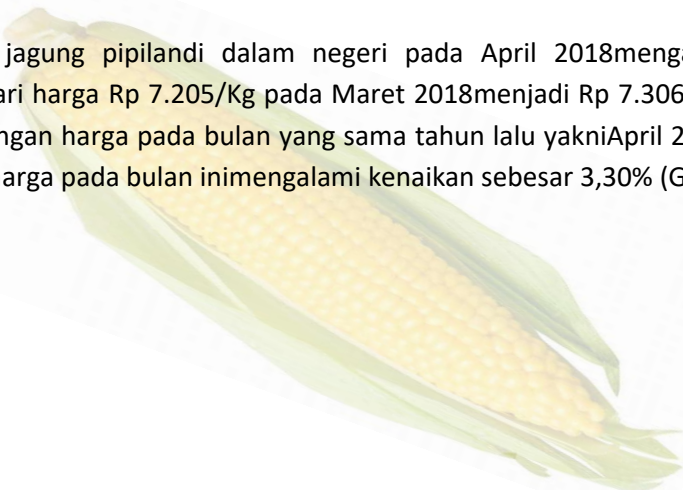 jagung pipilandi dalam negeri pada April 2018menga
ari harga Rp 7.205/Kg pada Maret 2018menjadi Rp 7.306
ngan harga pada bulan yang sama tahun lalu yakniApril 2
arga pada bulan inimengalami kenaikan sebesar 3,30% (G